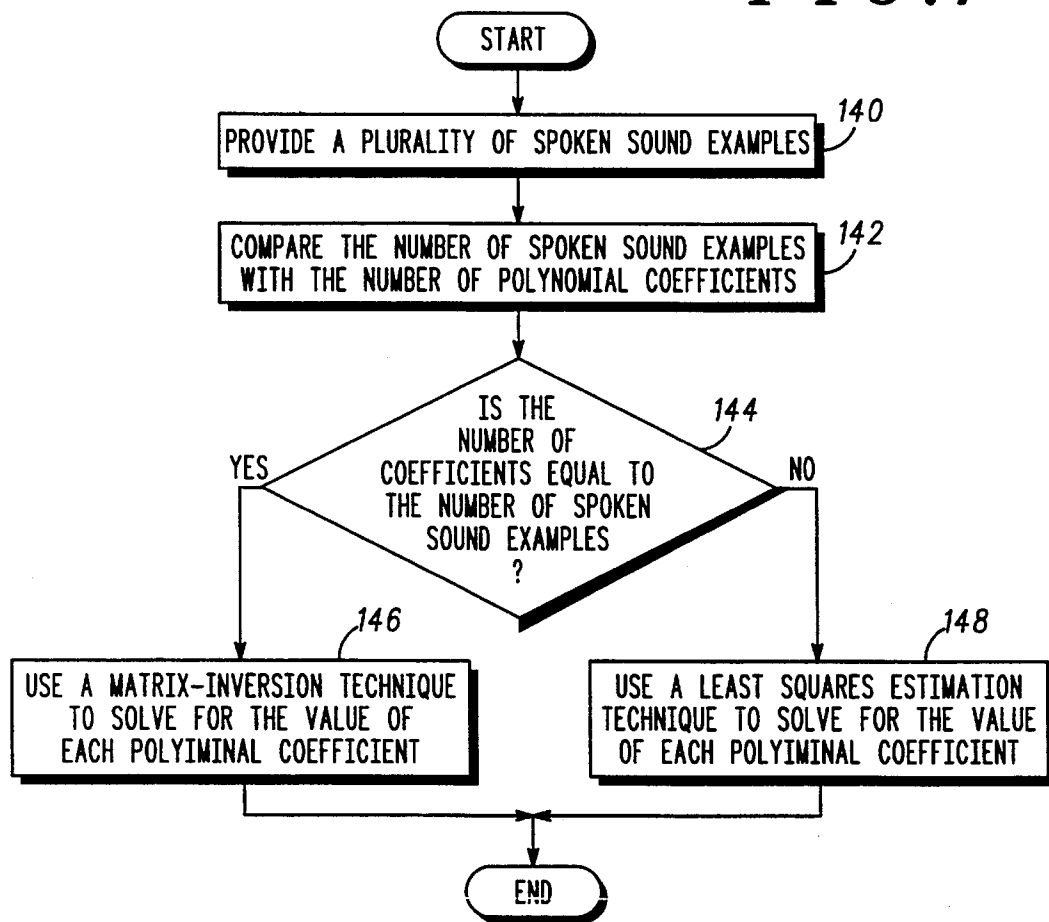 START
140
PROVIDE A PLURALITY OF SPOKEN SOUND EXAMPLES
142
COMPARE THE NUMBER OF SPOKEN SOUND EXAMPLES
WITH THE NUMBER OF POLYNOMIAL COEFFICIENTS
144
IS THE
NUMBER OF
COEFFICIENTS EQUAL TO
THE NUMBER OF SPOKEN
SOUND EXAMPLES
?
YES
NO
146
USE A MATRIX-INVERSION TECHNIQUE
TO SOLVE FOR THE VALUE OF
EACH POLYIMINAL COEFFICIENT
148
USE A LEAST SQUARES ESTIMATION
TECHNIQUE TO SOLVE FOR THE VALUE
OF EACH POLYIMINAL COEFFICIENT
END